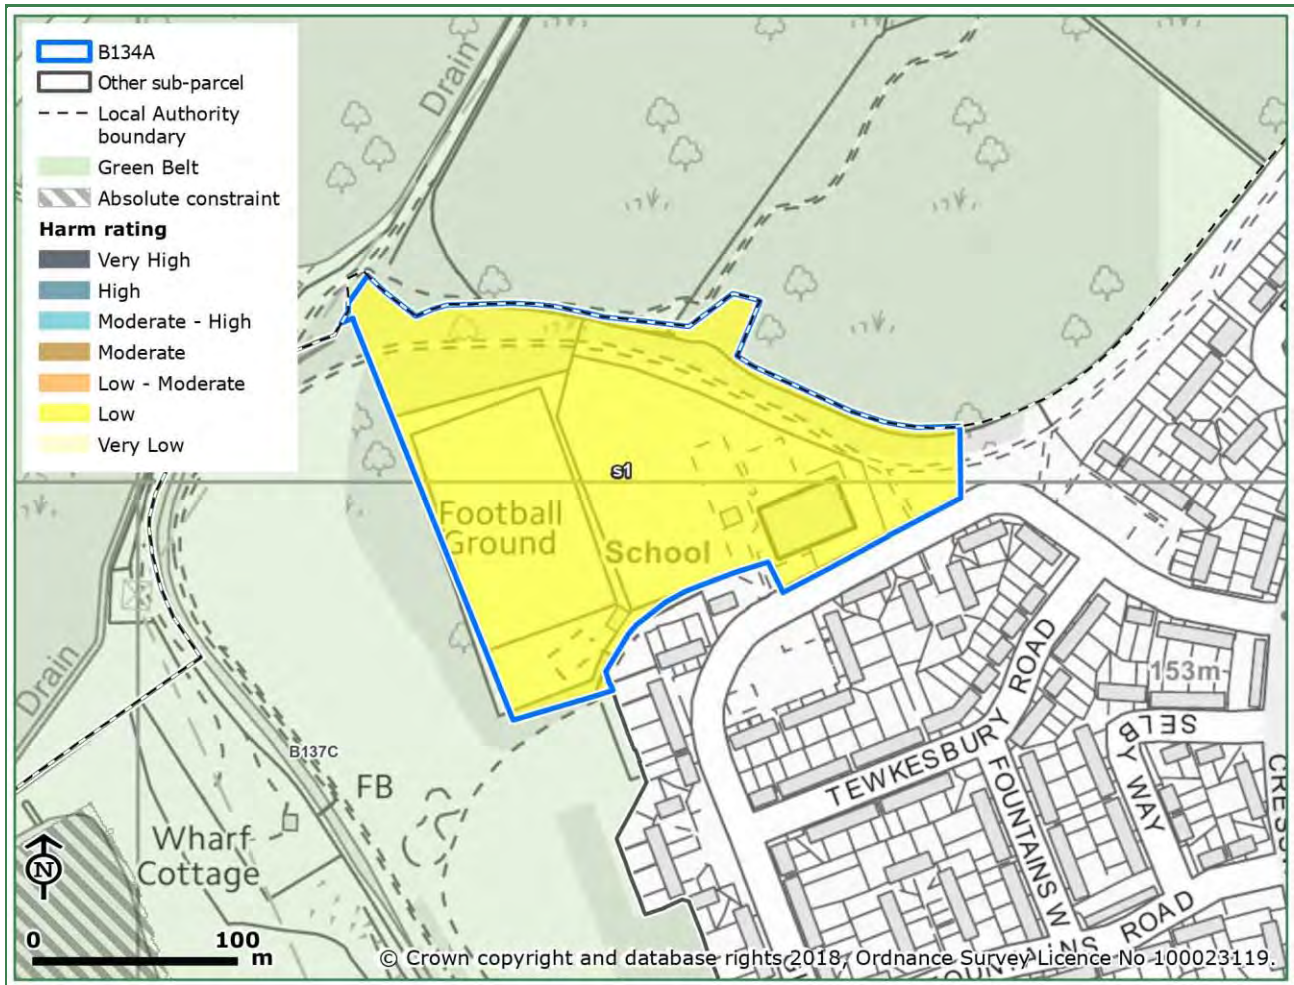 B134A
Other sub-parcel
Local Authority
boundary
Green Belt
Absolute constraint
Harm rating
Very High
High
Moderate - High
Moderate
Low - Moderate
Low
Very Low
Drain
s1
Football
Ground
School
Drain
B137C
FB
Wharf
Cottage
TEWKESBURY ROAD
153m
SELBY WAY
FOUNTAINS W
ROAD
N
0 100
m
© Crown copyright and database rights 2018, Ordnance Survey Licence No 100023119.